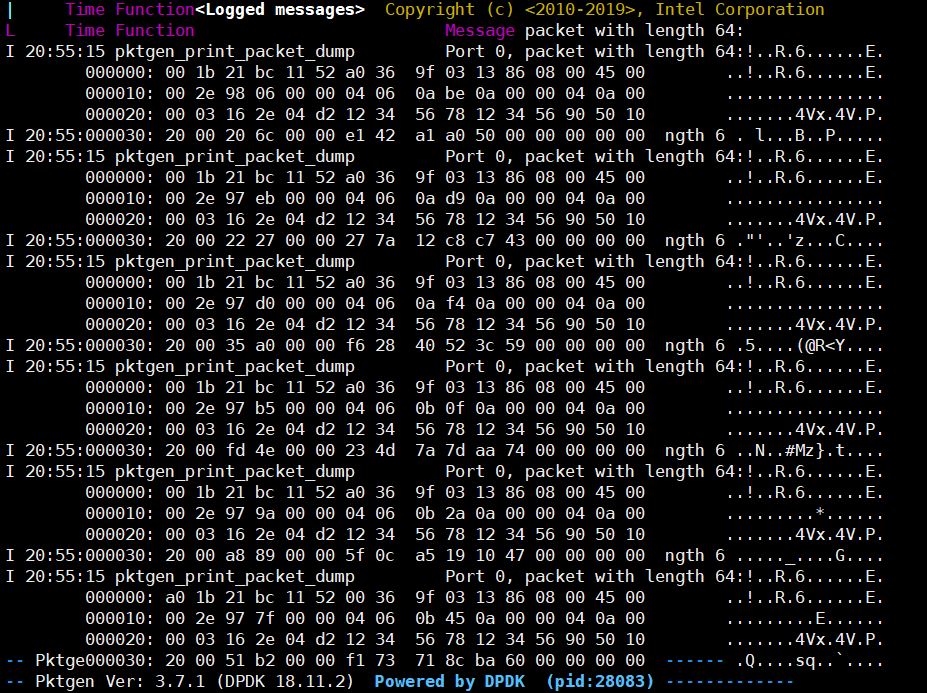 |     Time Function<Logged messages>  Copyright (c) <2010-2019>, Intel Corporation
L     Time Function                         Message packet with length 64:
I 20:55:15 pktgen_print_packet_dump         Port 0, packet with length 64:!..R.6......E.
        000000: 00 1b 21 bc 11 52 a0 36  9f 03 13 86 08 00 45 00        ..!..R.6......E.
        000010: 00 2e 98 06 00 00 04 06  0a be 0a 00 00 04 0a 00        ................
        000020: 00 03 16 2e 04 d2 12 34  56 78 12 34 56 90 50 10        .......4Vx.4V.P.
I 20:55:000030: 20 00 20 6c 00 00 e1 42  a1 a0 50 00 00 00 00 00  ngth 6 . l...B..P.....
I 20:55:15 pktgen_print_packet_dump         Port 0, packet with length 64:!..R.6......E.
        000000: 00 1b 21 bc 11 52 a0 36  9f 03 13 86 08 00 45 00        ..!..R.6......E.
        000010: 00 2e 97 eb 00 00 04 06  0a d9 0a 00 00 04 0a 00        ................
        000020: 00 03 16 2e 04 d2 12 34  56 78 12 34 56 90 50 10        .......4Vx.4V.P.
I 20:55:000030: 20 00 22 27 00 00 27 7a  12 c8 c7 43 00 00 00 00  ngth 6 ."'..'z...C....
I 20:55:15 pktgen_print_packet_dump         Port 0, packet with length 64:!..R.6......E.
        000000: 00 1b 21 bc 11 52 a0 36  9f 03 13 86 08 00 45 00        ..!..R.6......E.
        000010: 00 2e 97 d0 00 00 04 06  0a f4 0a 00 00 04 0a 00        ................
        000020: 00 03 16 2e 04 d2 12 34  56 78 12 34 56 90 50 10        .......4Vx.4V.P.
I 20:55:000030: 20 00 35 a0 00 00 f6 28  40 52 3c 59 00 00 00 00  ngth 6 .5....(@R<Y....
I 20:55:15 pktgen_print_packet_dump         Port 0, packet with length 64:!..R.6......E.
        000000: 00 1b 21 bc 11 52 a0 36  9f 03 13 86 08 00 45 00        ..!..R.6......E.
        000010: 00 2e 97 b5 00 00 04 06  0b 0f 0a 00 00 04 0a 00        ................
        000020: 00 03 16 2e 04 d2 12 34  56 78 12 34 56 90 50 10        .......4Vx.4V.P.
I 20:55:000030: 20 00 fd 4e 00 00 23 4d  7a 7d aa 74 00 00 00 00  ngth 6 ..N..#Mz}.t....
I 20:55:15 pktgen_print_packet_dump         Port 0, packet with length 64:!..R.6......E.
        000000: 00 1b 21 bc 11 52 a0 36  9f 03 13 86 08 00 45 00        ..!..R.6......E.
        000010: 00 2e 97 9a 00 00 04 06  0b 2a 0a 00 00 04 0a 00        .........*......
        000020: 00 03 16 2e 04 d2 12 34  56 78 12 34 56 90 50 10        .......4Vx.4V.P.
I 20:55:000030: 20 00 a8 89 00 00 5f 0c  a5 19 10 47 00 00 00 00  ngth 6 ......_....G....
I 20:55:15 pktgen_print_packet_dump         Port 0, packet with length 64:!..R.6......E.
        000000: a0 1b 21 bc 11 52 00 36  9f 03 13 86 08 00 45 00        ..!..R.6......E.
        000010: 00 2e 97 7f 00 00 04 06  0b 45 0a 00 00 04 0a 00        .........E......
        000020: 00 03 16 2e 04 d2 12 34  56 78 12 34 56 90 50 10        .......4Vx.4V.P.
-- Pktge000030: 20 00 51 b2 00 00 f1 73  71 8c ba 60 00 00 00 00  ------ .Q....sq..`....
-- Pktgen Ver: 3.7.1 (DPDK 18.11.2)  Powered by DPDK  (pid:28083) -------------